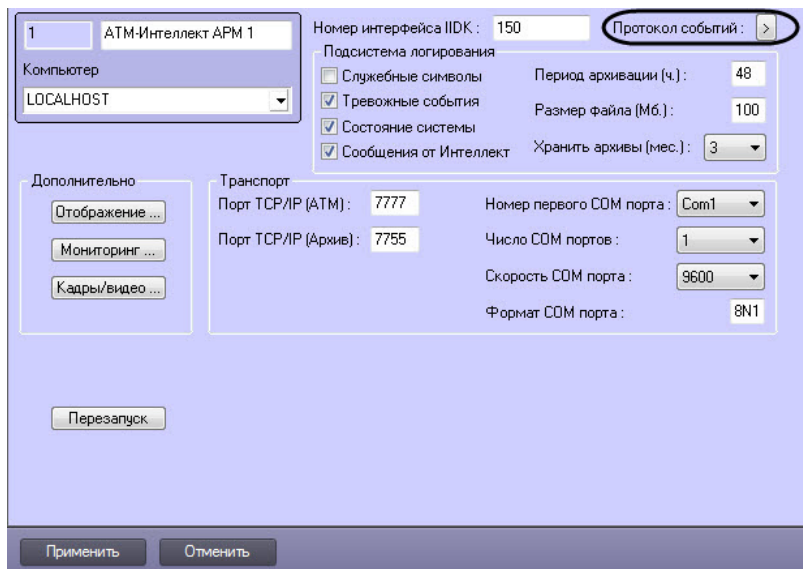 1 АТМ-Интеллект АРМ 1
Компьютер
LOCALHOST
Номер интерфейса IIDK : 150 Протокол событий : >
Подсистема логирования
Служебные символы Период архивации (ч.) : 48
Тревожные события Размер файла (Мб.) : 100
Состояние системы
Сообщения от Интеллект Хранить архивы (мес.) : 3
Дополнительно
Отображение ...
Мониторинг ...
Кадры/видео ...
Транспорт
Порт TCP/IP (АТМ) : 7777 Номер первого COM порта : Com1
Порт TCP/IP (Архив) : 7755 Число COM портов : 1
Скорость COM порта : 9600
Формат COM порта : 8N1
Перезапуск
Применить Отменить